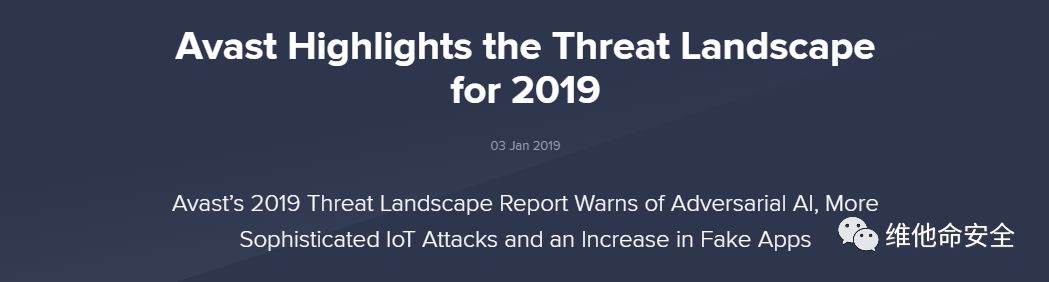 Avast Highlights the Threat Landscape
for 2019
03 Jan 2019
Avast’s 2019 Threat Landscape Report Warns of Adversarial AI, More
Sophisticated IoT Attacks and an Increase in Fake Apps
维他命安全